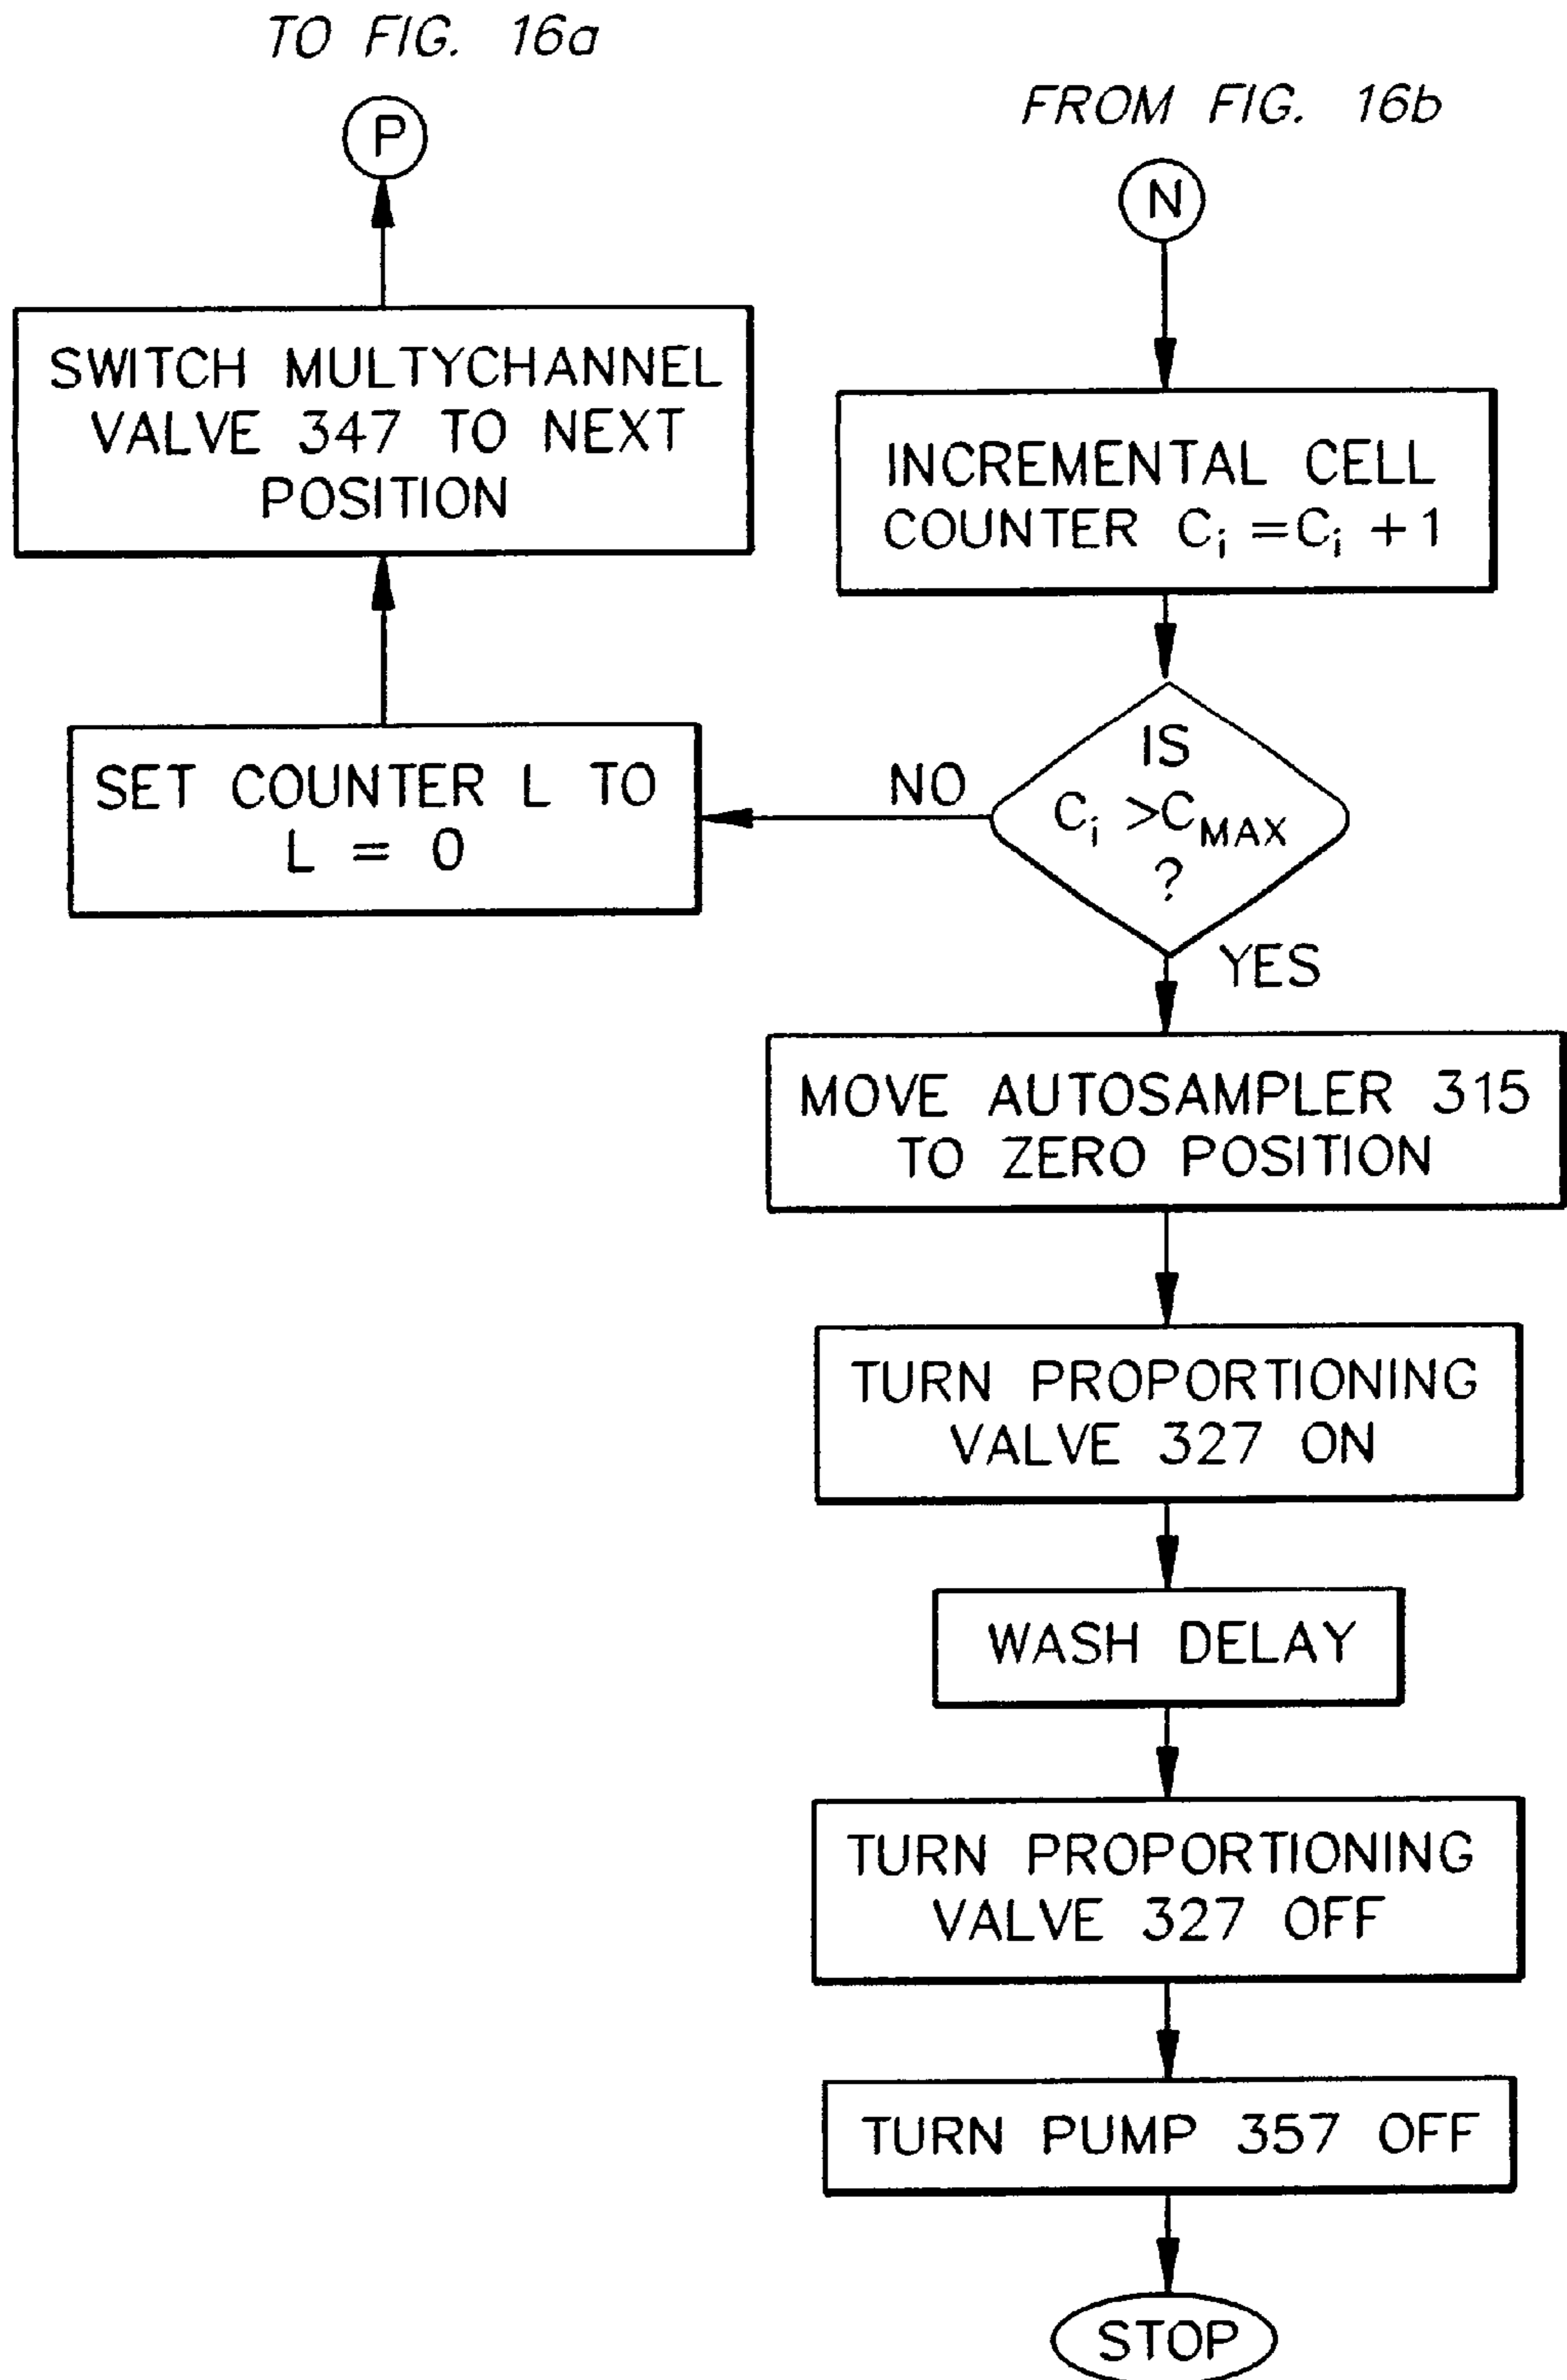 TO FIG. 16a
P
FROM FIG. 16b
N
SWITCH MULTYCHANNEL
VALVE 347 TO NEXT
POSITION
INCREMENTAL CELL
COUNTER Ci =Ci +1
IS
Ci >CMAX
?
NO
YES
SET COUNTER L TO
L = 0
MOVE AUTOSAMPLER 315
TO ZERO POSITION
TURN PROPORTIONING
VALVE 327 ON
WASH DELAY
TURN PROPORTIONING
VALVE 327 OFF
TURN PUMP 357 OFF
STOP